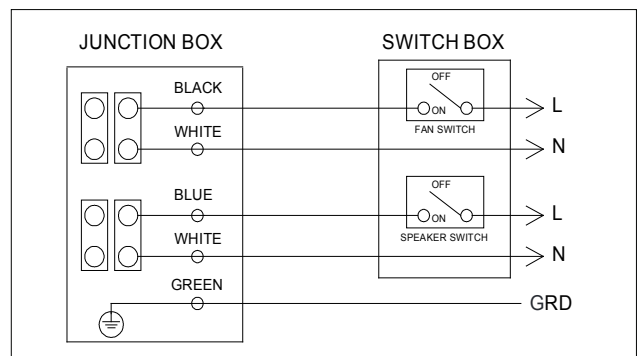 JUNCTION BOX
SWITCH BOX
BLACK
OFF
ON
L
FAN SWITCH
WHITE
N
BLUE
OFF
ON
L
SPEAKER SWITCH
WHITE
N
GREEN
GRD